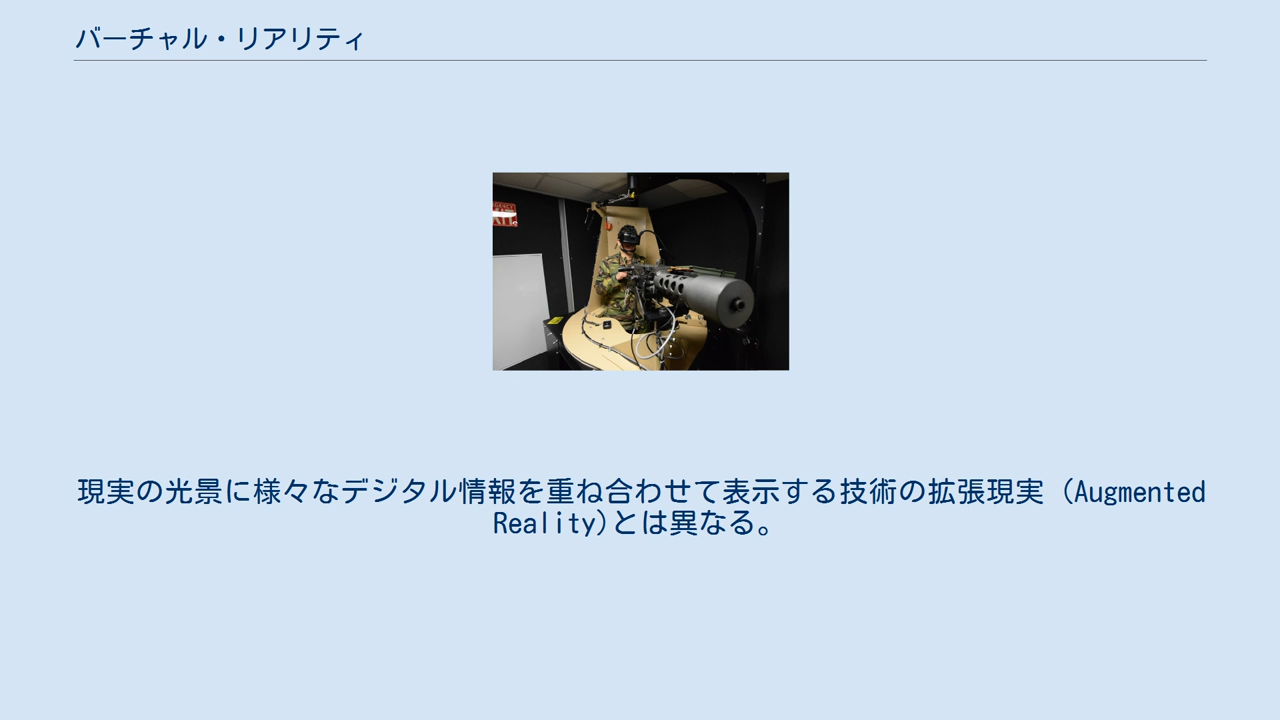 バーチャル・リアリティ
現実の光景に様々なデジタル情報を重ね合わせて表示する技術の拡張現実 (Augmented
Reality)とは異なる。